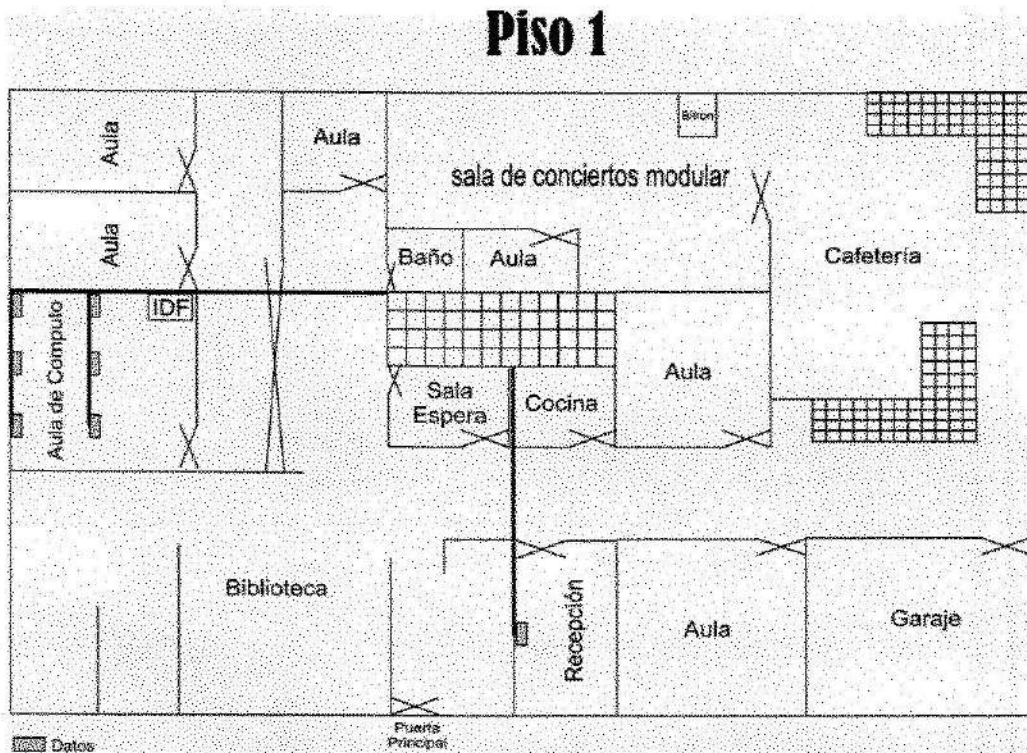 Piso 1
Aula
Aula
sala de conciertos modular
Aula
Baño
Aula
Cafetería
IDF
Aula de Computo
Sala
Espera
Cocina
Aula
Biblioteca
Recepción
Aula
Garaje
Puerta
Principal
Datos